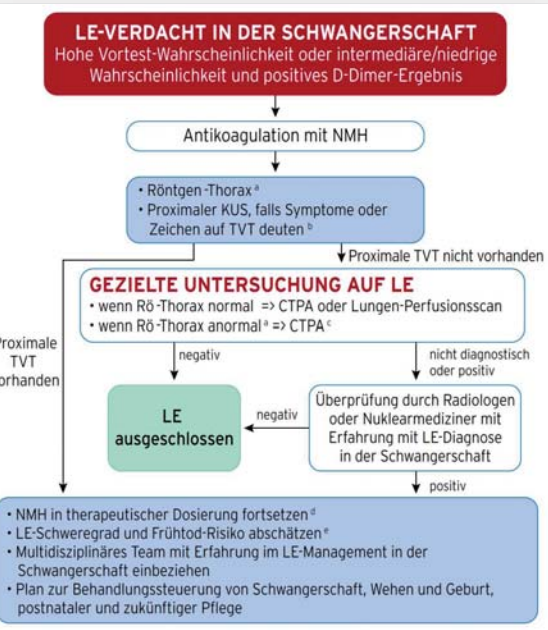 LE-VERDACHT IN DER SCHWANGERSCHAFT
Hohe Vortest-Wahrscheinlichkeit oder intermediäre/niedrige
Wahrscheinlichkeit und positives D-Dimer-Ergebnis
Antikoagulation mit NMH
• Röntgen-Thorax a
• Proximaler KUS, falls Symptome oder
Zeichen auf TVT deuten b
Proximale TVT nicht vorhanden
GEZIELTE UNTERSUCHUNG AUF LE
• wenn Rö-Thorax normal => CTPA oder Lungen-Perfusionsscan
• wenn Rö-Thorax anormal a => CTPA c
roximale
TVT
orhanden
negativ
nicht diagnostisch
oder positiv
LE
ausgeschlossen
negativ
Überprüfung durch Radiologen
oder Nuklearmediziner mit
Erfahrung mit LE-Diagnose
in der Schwangerschaft
positiv
• NMH in therapeutischer Dosierung fortsetzen d
• LE-Schweregrad und Frühtod-Risiko abschätzen e
• Multidisziplinäres Team mit Erfahrung im LE-Management in der
Schwangerschaft einbeziehen
• Plan zur Behandlungssteuerung von Schwangerschaft, Wehen und Geburt,
postnataler und zukünftiger Pflege